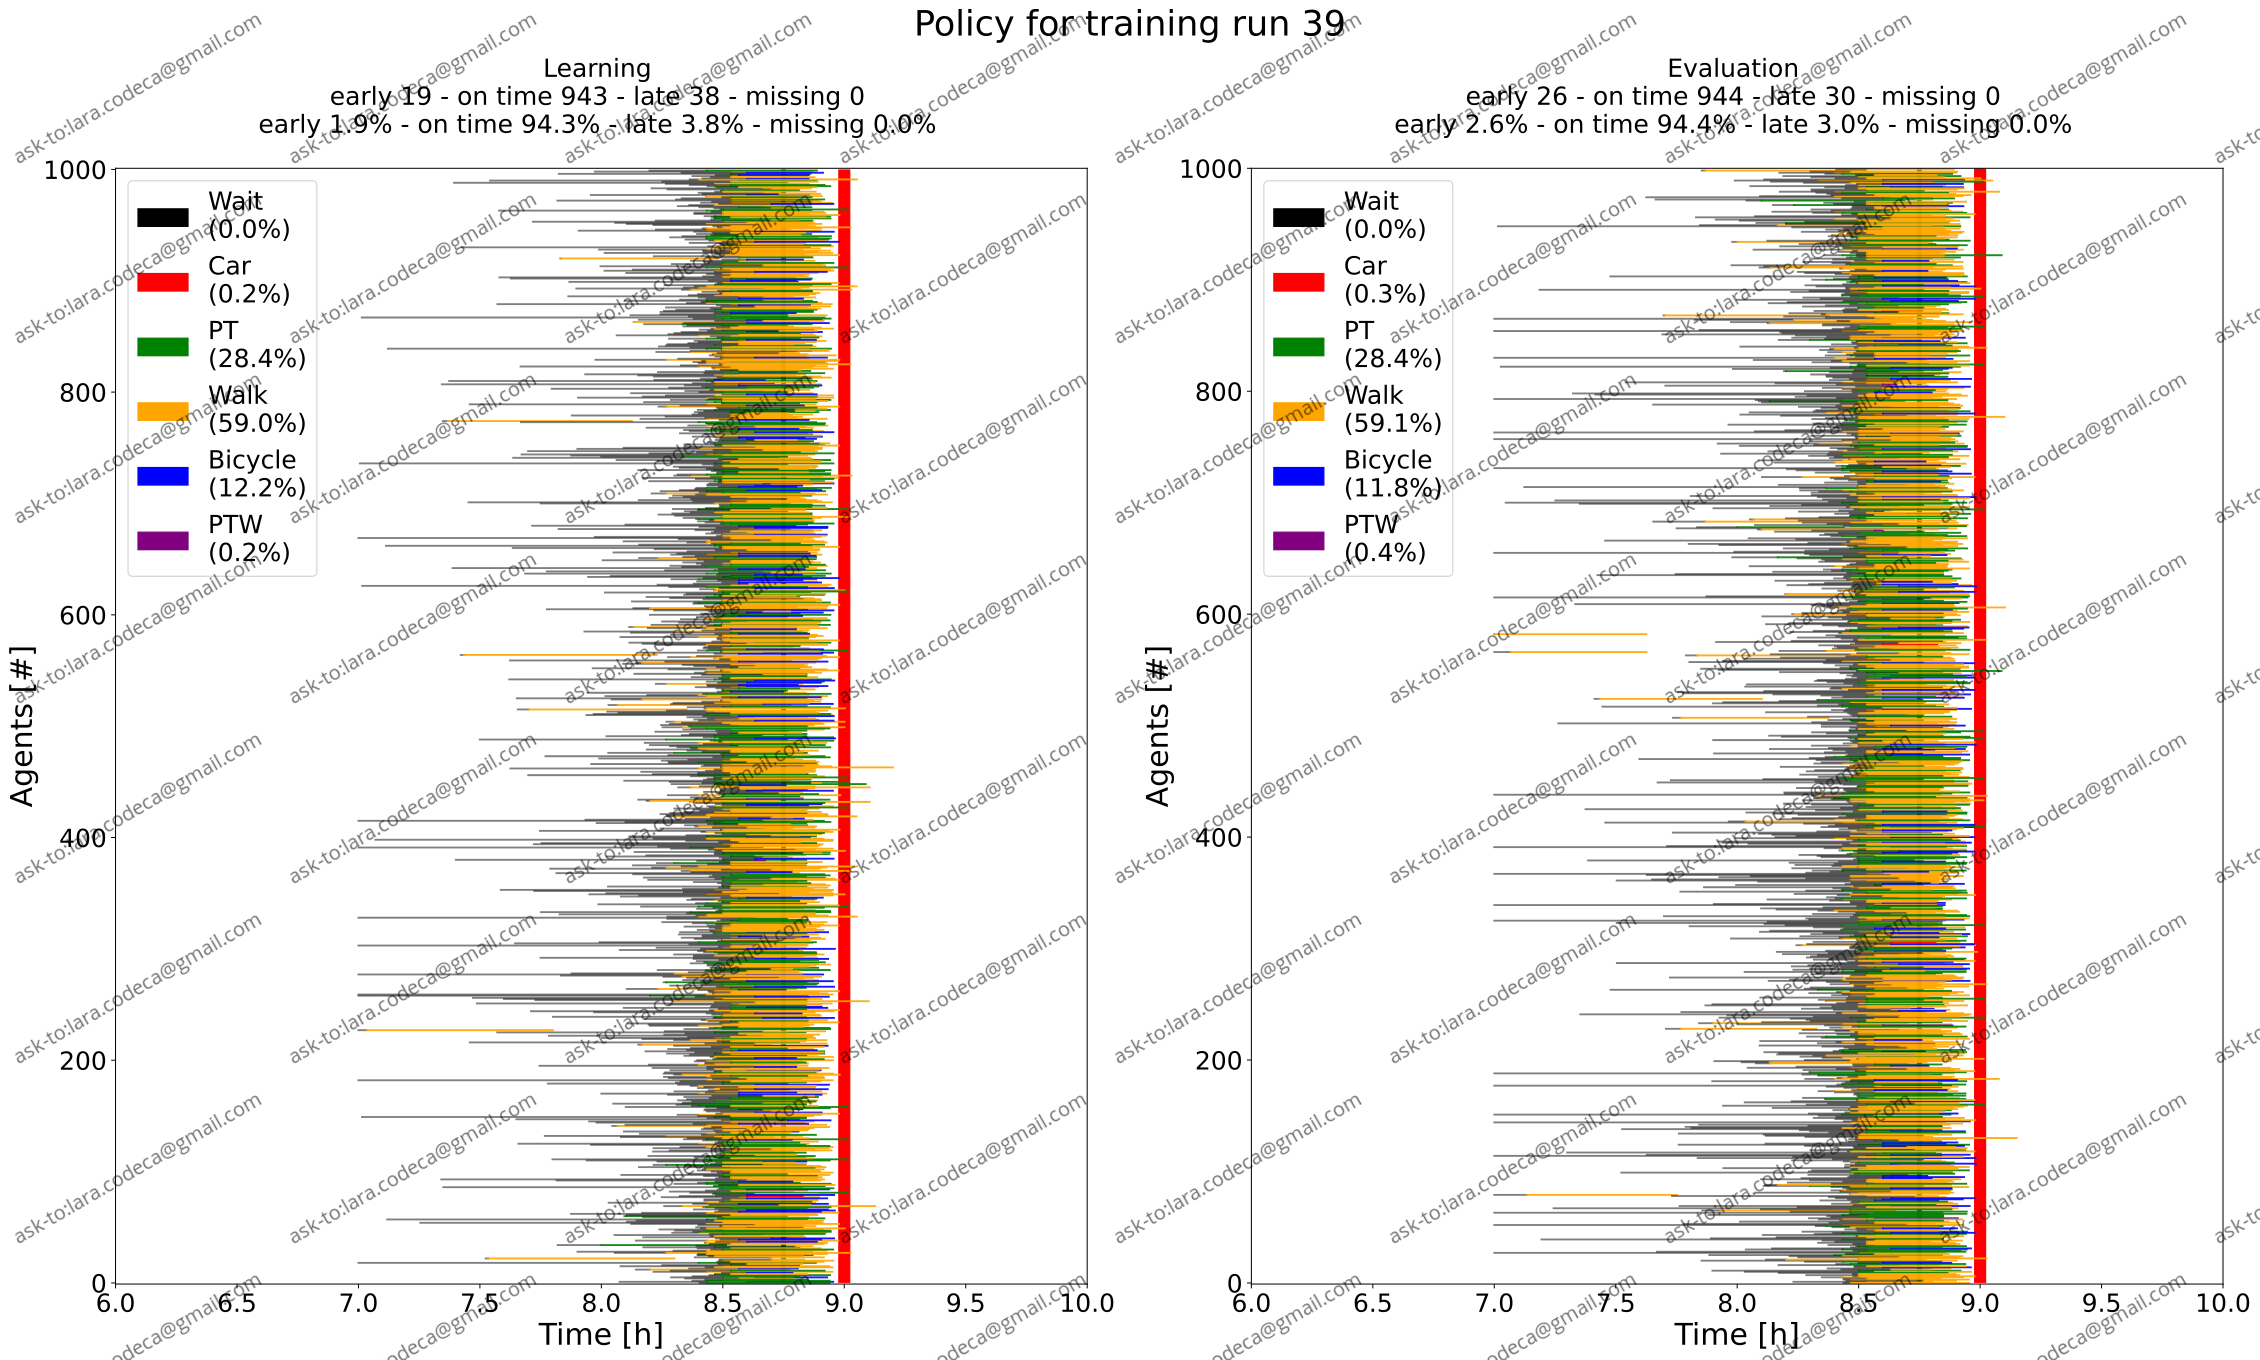 Policy for training run 39
Learning
early 19 - on time 943 - late 38 - missing 0
early 1.9% - on time 94.3% - late 3.8% - missing 0.0%
Agents [#]
1000
800
600
400
200
0
Wait
(0.0%)
Car
(0.2%)
PT
(28.4%)
Walk
(59.0%)
Bicycle
(12.2%)
PTW
(0.2%)
6.0 6.5 7.0 7.5 8.0 8.5 9.0 9.5 10.0
Time [h]
Evaluation
early 26 - on time 944 - late 30 - missing 0
early 2.6% - on time 94.4% - late 3.0% - missing 0.0%
Agents [#]
1000
800
600
400
200
0
Wait
(0.0%)
Car
(0.3%)
PT
(28.4%)
Walk
(59.1%)
Bicycle
(11.8%)
PTW
(0.4%)
6.0 6.5 7.0 7.5 8.0 8.5 9.0 9.5 10.0
Time [h]
ask-to:lara.codeca@gmail.com